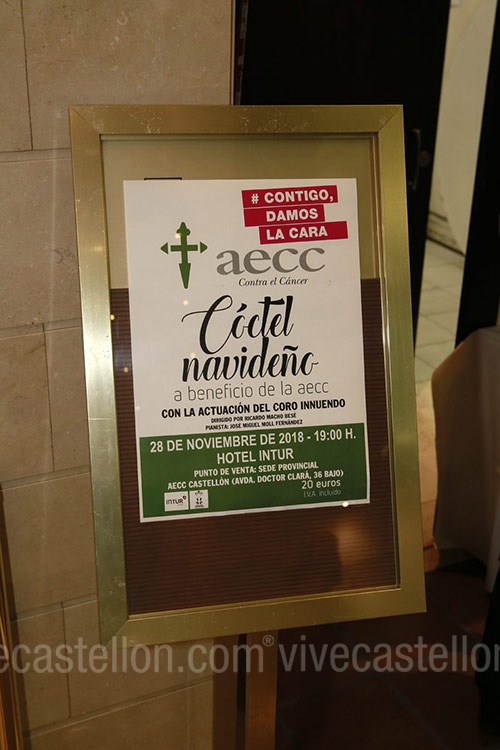 # CONTIGO,
DAMOS
LA CARA
aecc
Contra el Cáncer
Cóctel
navideño
a beneficio de la aecc
CON LA ACTUACIÓN DEL CORO INNUENDO
DIRIGIDO POR RICARDO MACHO BESÉ
PIANISTA: JOSÉ MIGUEL MOLL FERNÁNDEZ
28 DE NOVIEMBRE DE 2018 - 19:00 H.
HOTEL INTUR
PUNTO DE VENTA: SEDE PROVINCIAL
AECC CASTELLÓN (AVDA. DOCTOR CLARÁ, 36 BAJO)
20 euros
I.V.A. incluido
INTUR
vecastellon.com® vivecastellon